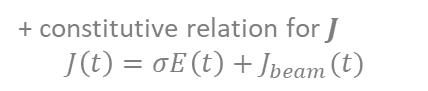 + constitutive relation for J
J(t) = σE(t) + J_beam(t)